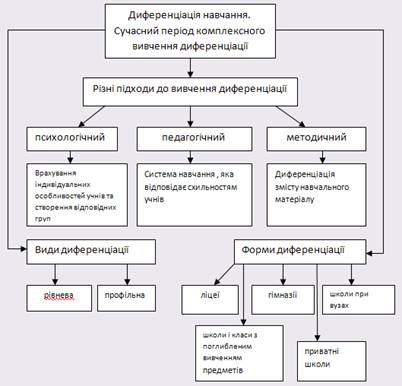 Диференціація навчання.
Сучасний період комплексного
вивчення диференціації
Різні підходи до вивчення диференціації
психологічний
педагогічний
методичний
Врахування
індивідуальних
особливостей учнів та
створення відповідних
груп
Система навчання , яка
відповідає схильностям
учнів
Диференціація
змісту навчального
матеріалу
Види диференціації
Форми диференціації
рівнева
профільна
ліцеї
гімназії
школи при
вузах
школи і класи з
поглибленим
вивченням
предметів
приватні
школи